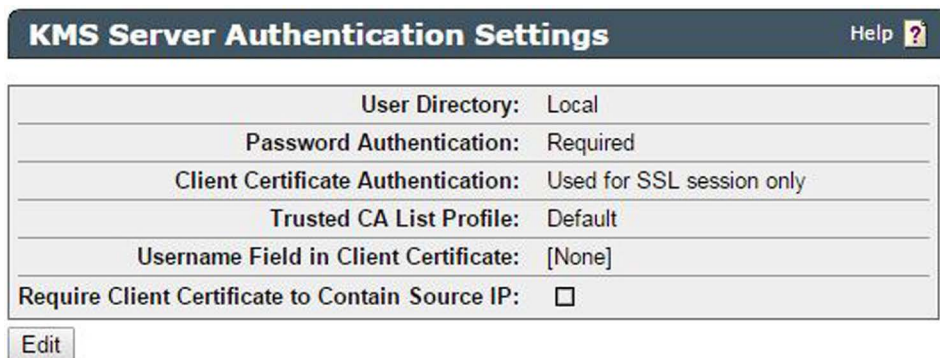 KMS Server Authentication Settings Help ?
User Directory: Local
Password Authentication: Required
Client Certificate Authentication: Used for SSL session only
Trusted CA List Profile: Default
Username Field in Client Certificate: [None]
Require Client Certificate to Contain Source IP:
Edit